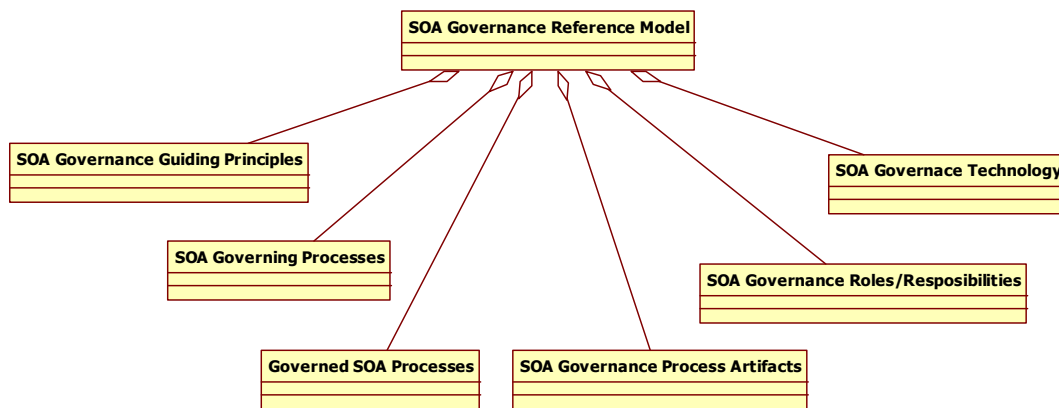 SOA Governance Reference Model
SOA Governance Guiding Principles
SOA Governace Technology
SOA Governing Processes
SOA Governance Roles/Resposibilities
Governed SOA Processes
SOA Governance Process Artifacts